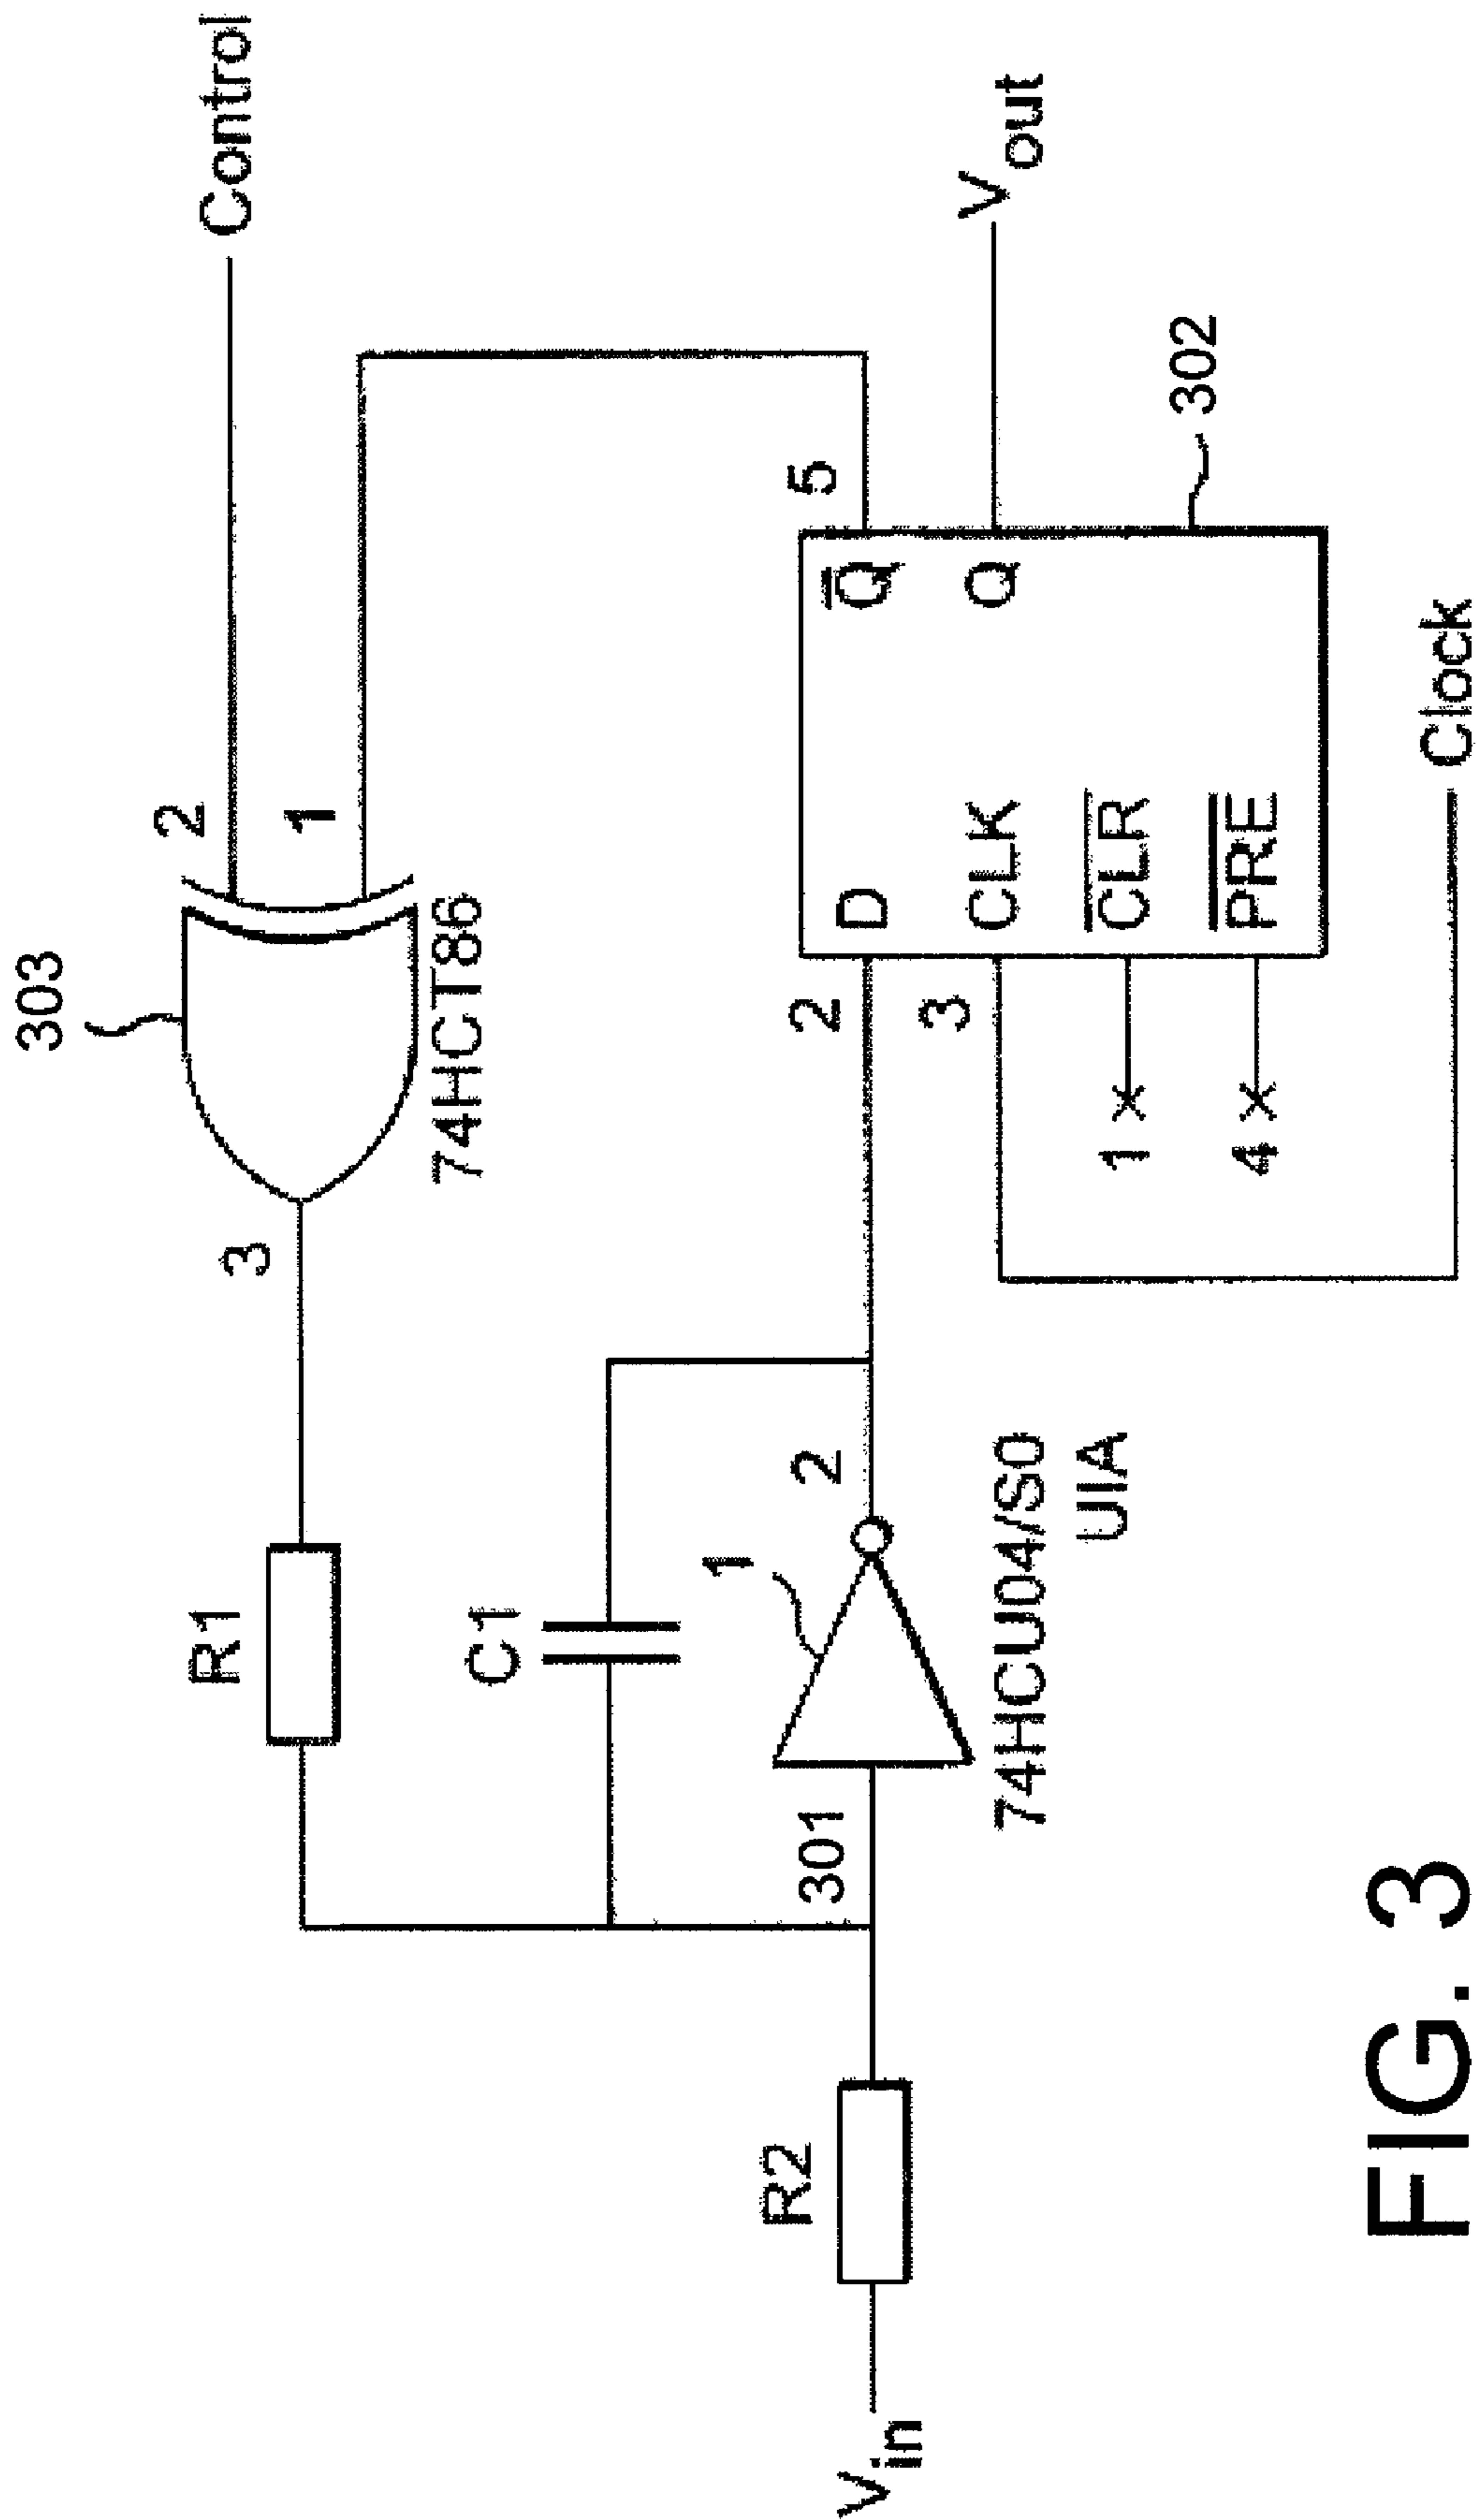 303
2
Control
3
1
R1
74HCT86
C1
5
1
2
2
D
Q
Vout
R2
301
3
CLK
Q
Vin
74HCU04/S0
UIA
1
CLR
4
PRE
302
Clock
FIG. 3